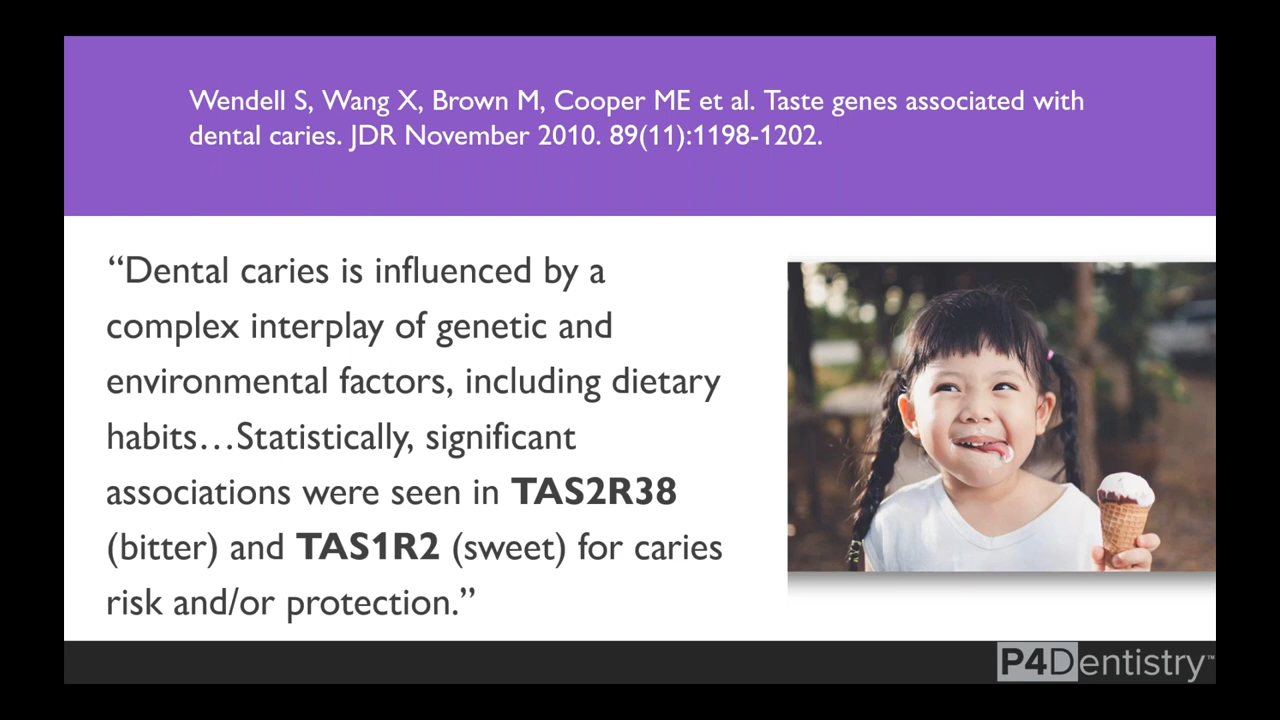 Wendell S, Wang X, Brown M, Cooper ME et al. Taste genes associated with
dental caries. JDR November 2010. 89(11):1198-1202.
“Dental caries is influenced by a
complex interplay of genetic and
environmental factors, including dietary
habits…Statistically, significant
associations were seen in TAS2R38
(bitter) and TAS1R2 (sweet) for caries
risk and/or protection.”
P4Dentistry™